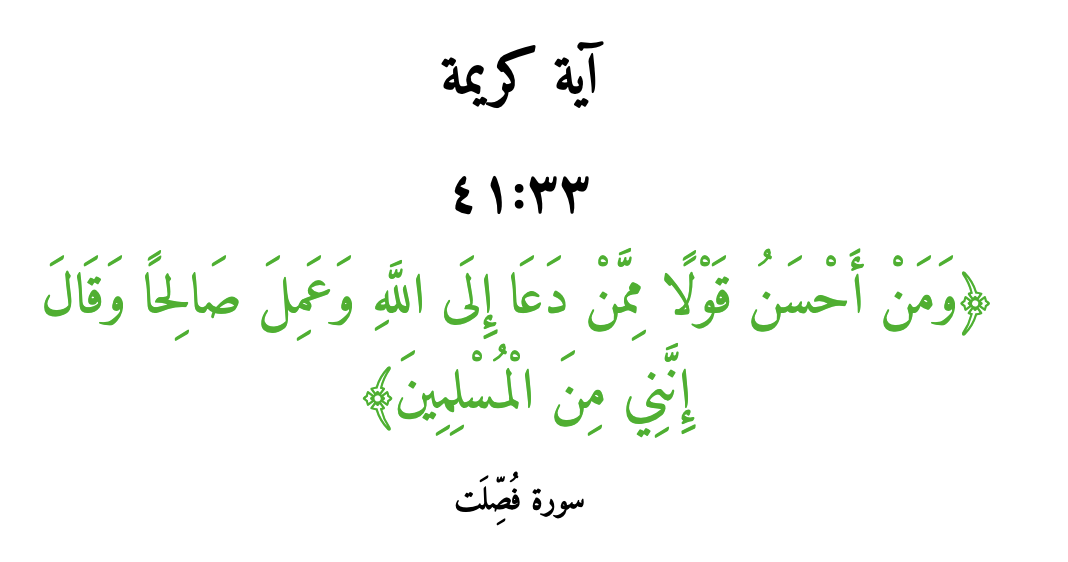 آية كريمة
٤١:٣٣
﴿وَمَنْ أَحْسَنُ قَوْلًا مِمَّنْ دَعَا إِلَى اللَّهِ وَعَمِلَ صَالِحًا وَقَالَ
إِنَّنِي مِنَ الْمُسْلِمِينَ﴾
سورة فُصِّلَت